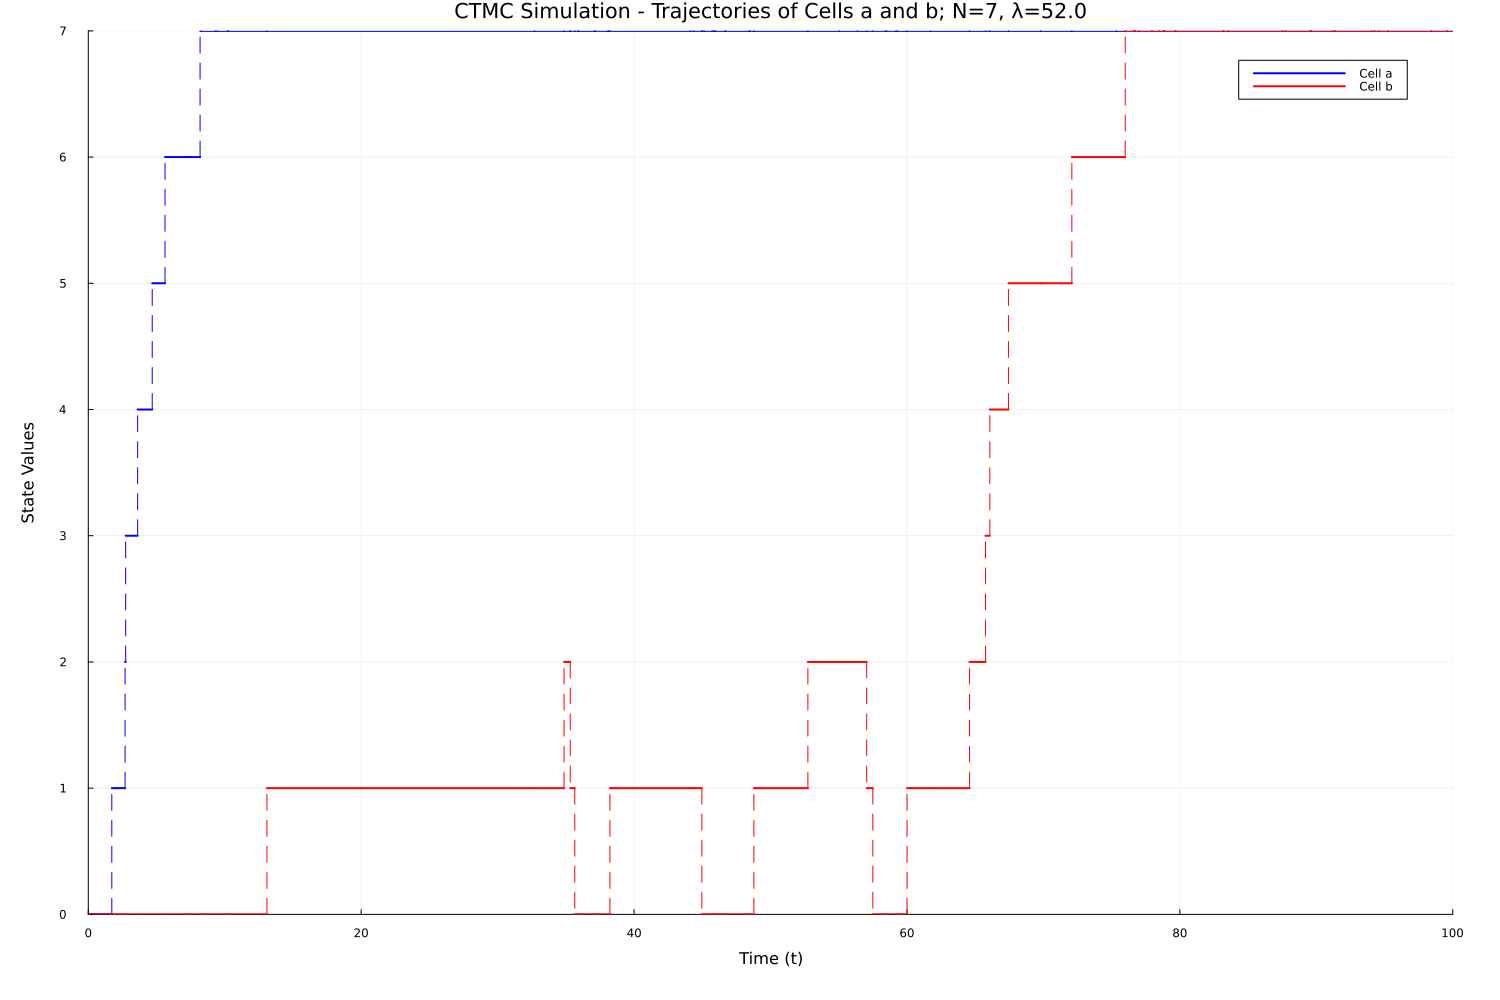 CTMC Simulation - Trajectories of Cells a and b; N=7, λ=52.0
7
6
5
4
3
2
1
0
State Values
Cell a
Cell b
0 20 40 60 80 100
Time (t)